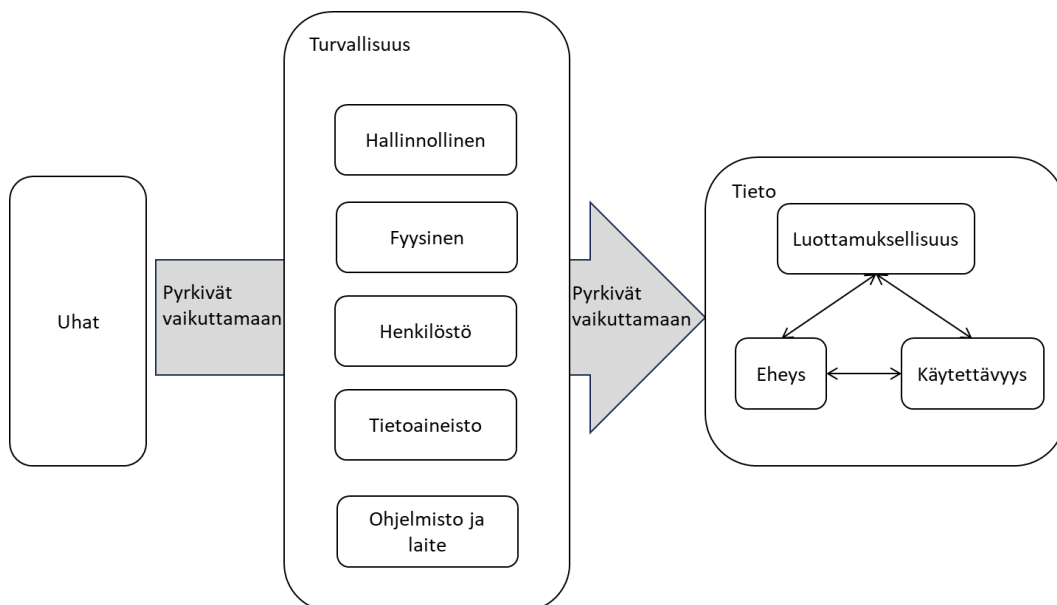 Uhat
Pyrkivät
vaikuttamaan
Turvallisuus
Hallinnollinen
Fyysinen
Henkilöstö
Tietoaineisto
Ohjelmisto ja
laite
Pyrkivät
vaikuttamaan
Tieto
Luottamuksellisuus
Eheys
Käytettävyys